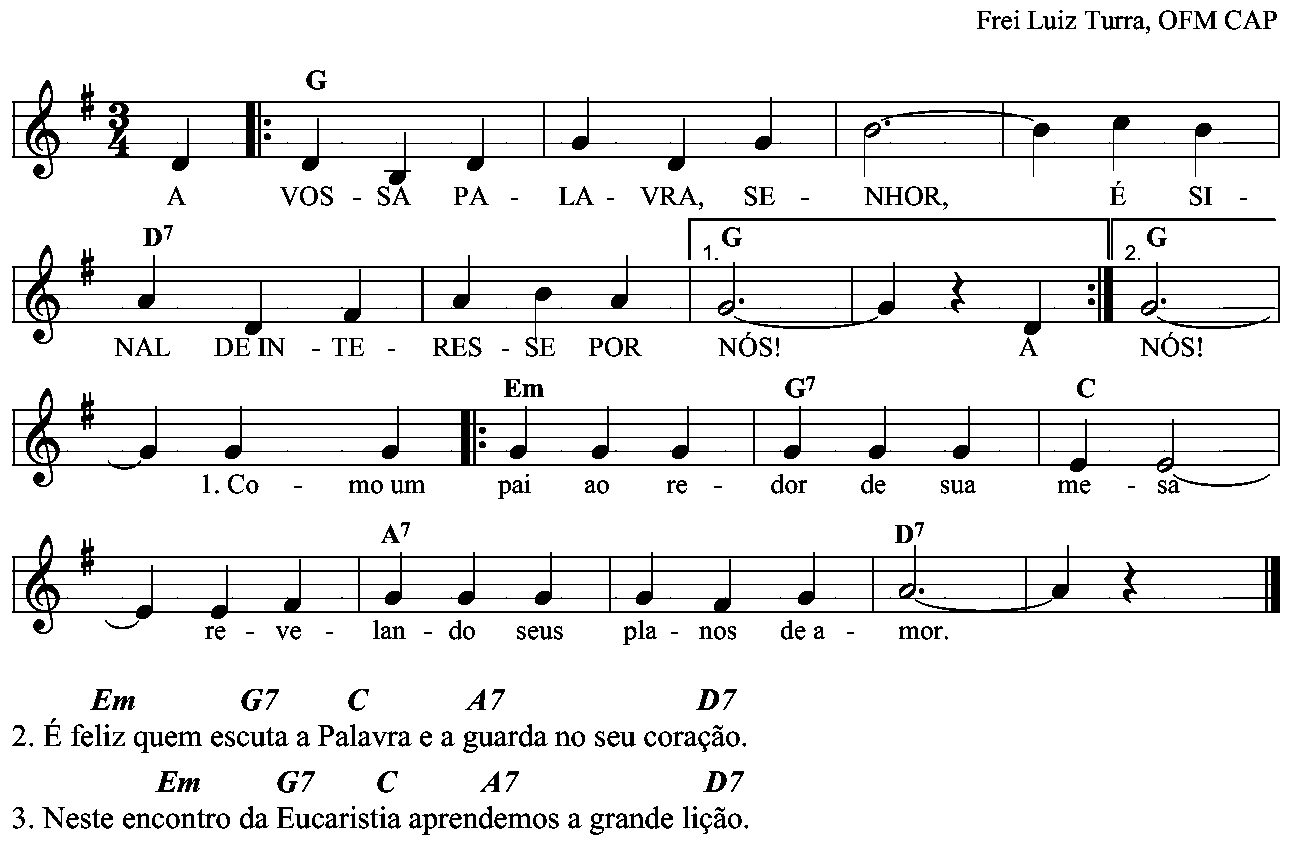 Frei Luiz Turra, OFM CAP
G
3
4
A VOS - SA PA - LA - VRA, SE - NHOR, É SI -
D7 1. G 2. G
NAL DE IN - TE - RES - SE POR NÓS! A NÓS!
Em G7 C
1. Co - mo um pai ao re - dor de sua me - sa
A7 D7
re - ve - lan - do seus pla - nos de a - mor.
Em G7 C A7 D7
2. É feliz quem escuta a Palavra e a guarda no seu coração.
Em G7 C A7 D7
3. Neste encontro da Eucaristia aprendemos a grande lição.